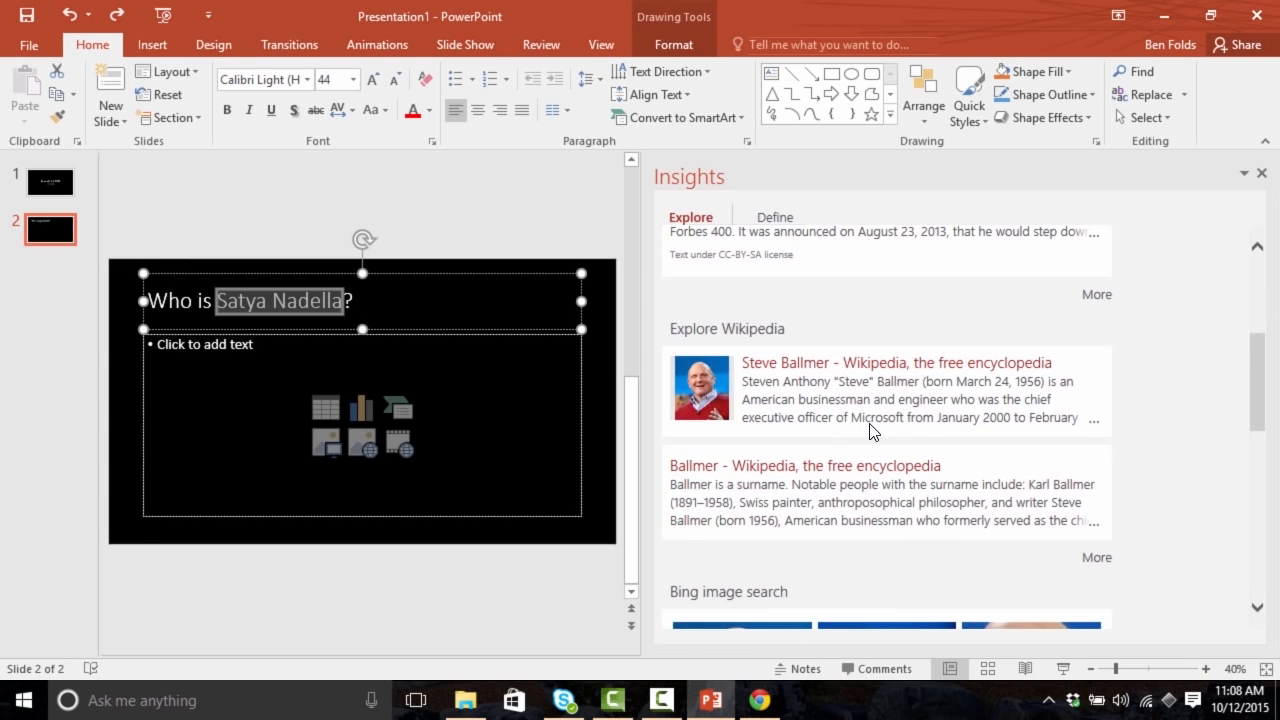 Presentation1 - PowerPoint
Drawing Tools
File
Home
Insert
Design
Transitions
Animations
Slide Show
Review
View
Format
Tell me what you want to do...
Ben Folds
Share
Paste
New
Slide
Layout
Reset
Section
Calibri Light (H
44
B I U S abc AV Aa A
Text Direction
Align Text
Convert to SmartArt
Arrange
Quick
Styles
Shape Fill
Shape Outline
Shape Effects
Find
Replace
Select
Clipboard
Slides
Font
Paragraph
Drawing
Editing
1
2
Who is Satya Nadella?
• Click to add text
Insights
Explore
Define
Forbes 400. It was announced on August 23, 2013, that he would step dow...
Text under CC-BY-SA license
More
Explore Wikipedia
Steve Ballmer - Wikipedia, the free encyclopedia
Steven Anthony "Steve" Ballmer (born March 24, 1956) is an
American businessman and engineer who was the chief
executive officer of Microsoft from January 2000 to February ...
Ballmer - Wikipedia, the free encyclopedia
Ballmer is a surname. Notable people with the surname include: Karl Ballmer
(1891–1958), Swiss painter, anthroposophical philosopher, and writer Steve
Ballmer (born 1956), American businessman who formerly served as the chi...
More
Bing image search
Slide 2 of 2
Notes
Comments
40%
Ask me anything
11:08 AM
10/12/2015